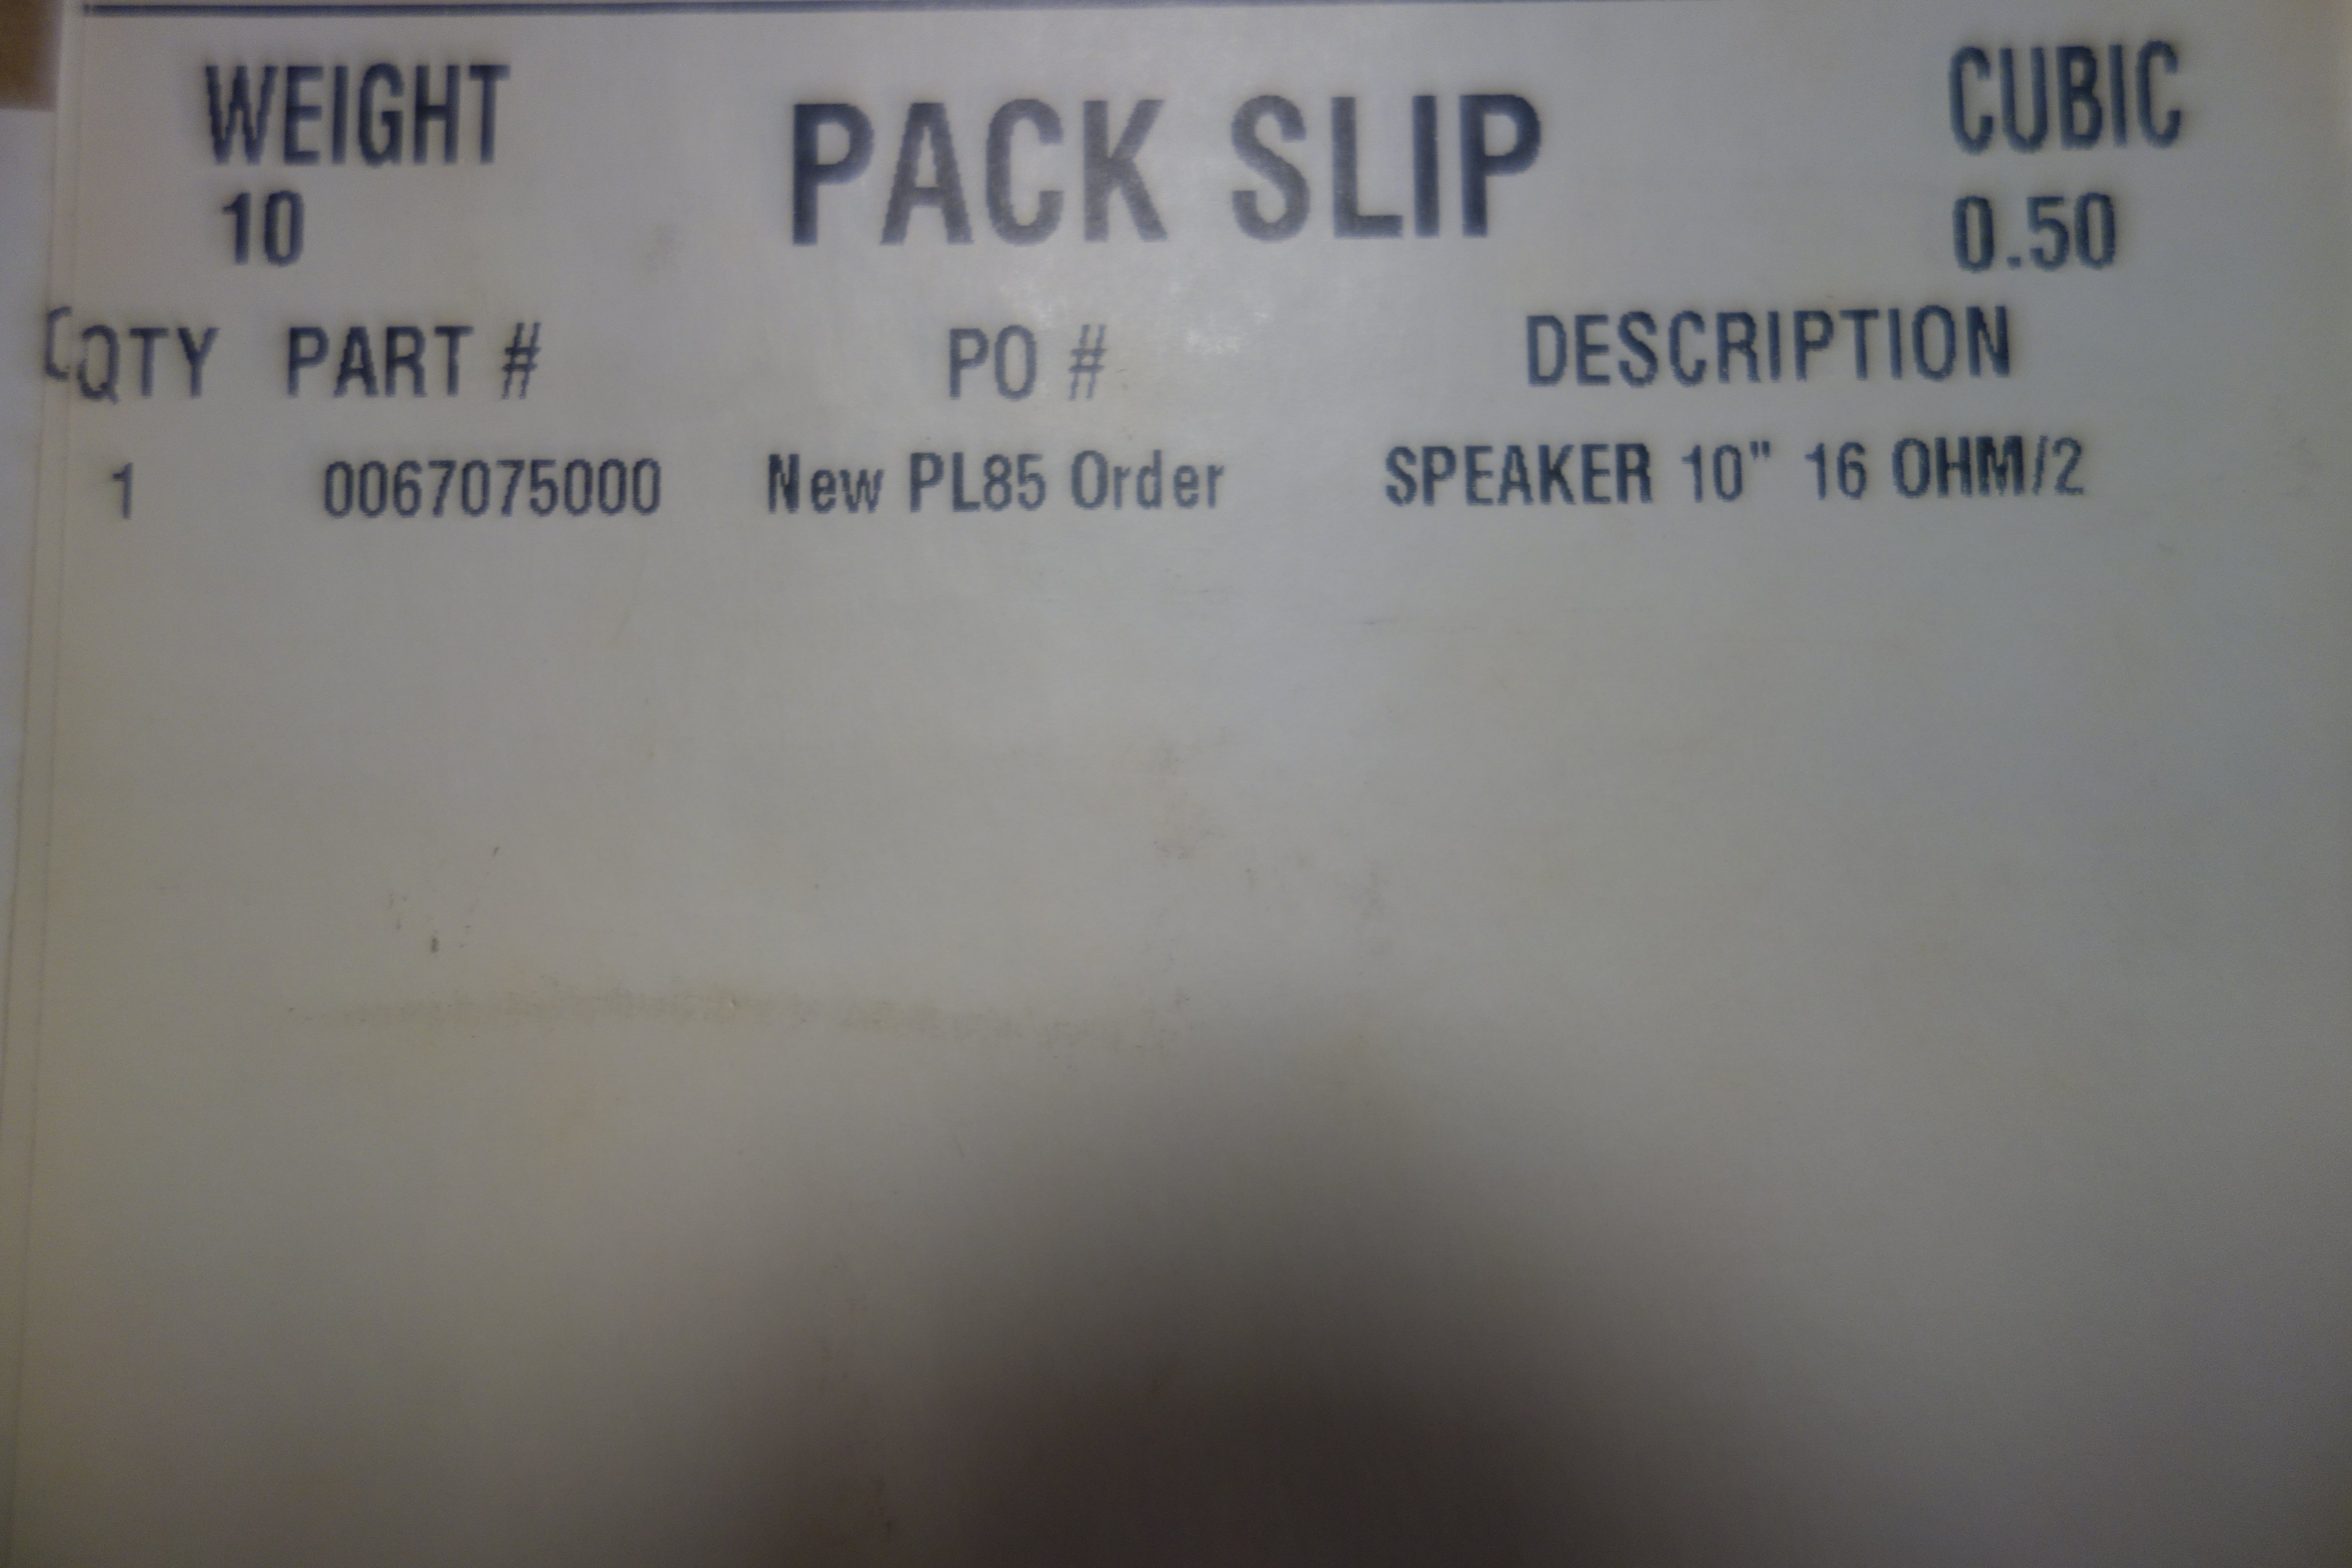 WEIGHT PACK SLIP CUBIC
10 0.50
QTY PART # PO # DESCRIPTION
1 0067075000 New PL85 Order SPEAKER 10" 16 OHM/2